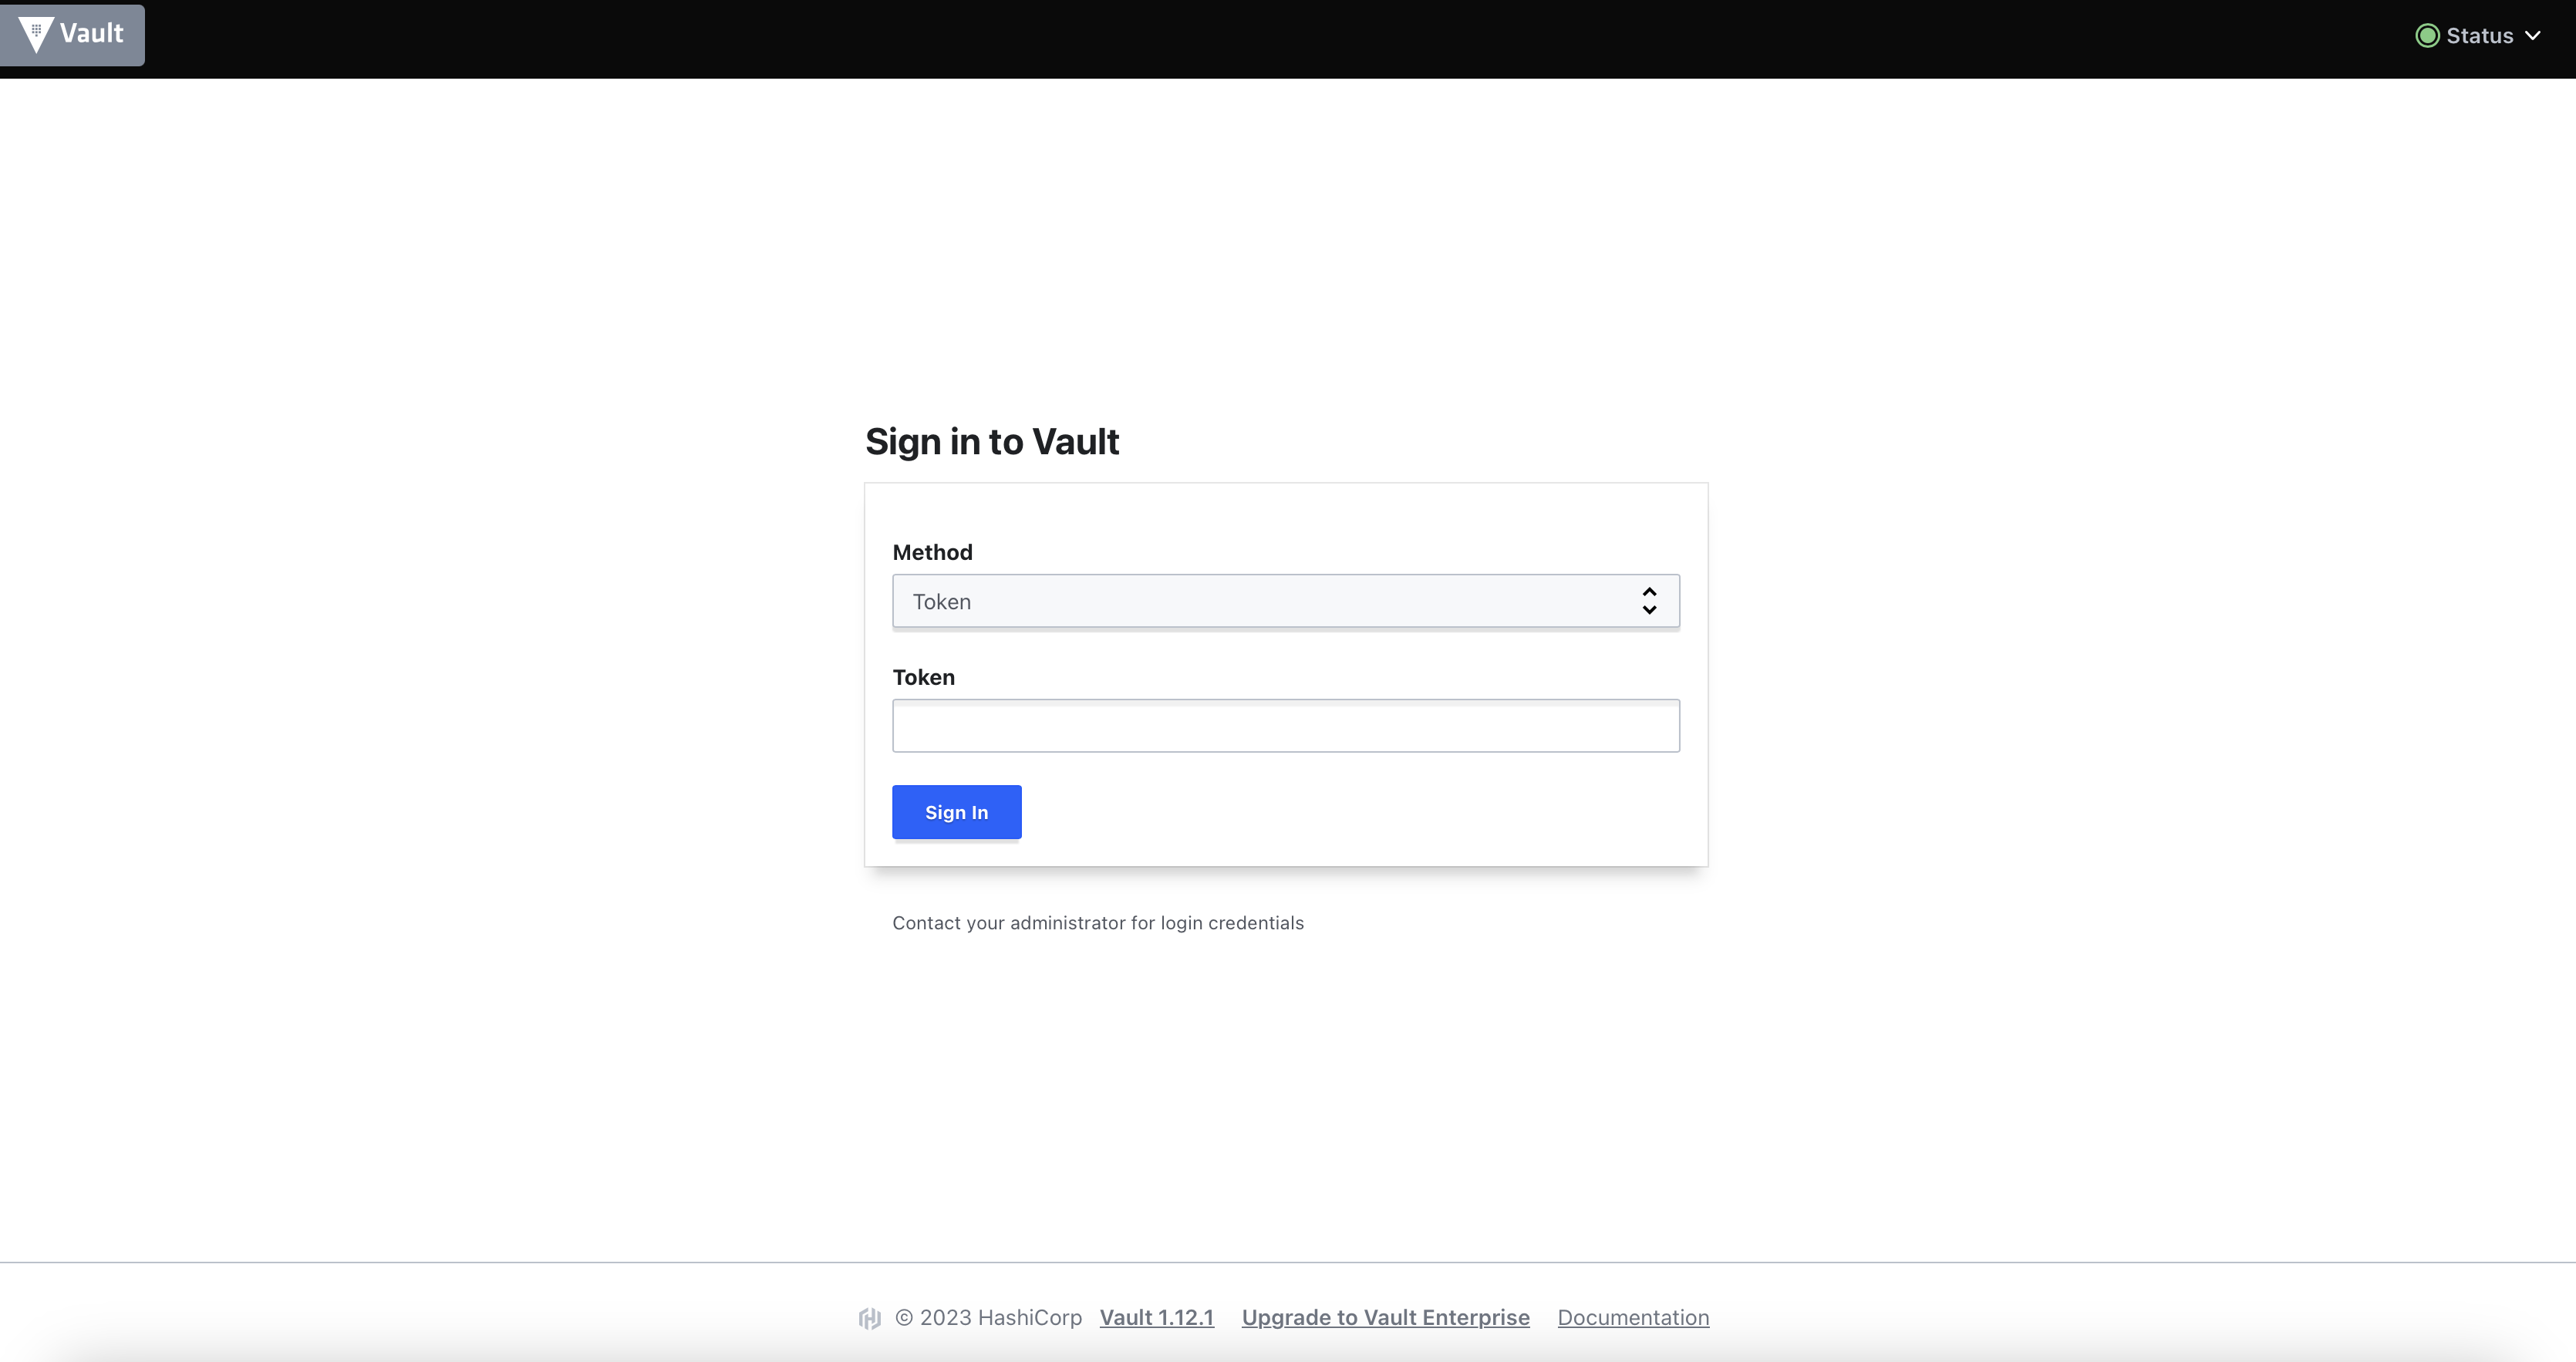 Vault
Status
Sign in to Vault
Method
Token
Token
Sign In
Contact your administrator for login credentials
© 2023 HashiCorp Vault 1.12.1 Upgrade to Vault Enterprise Documentation